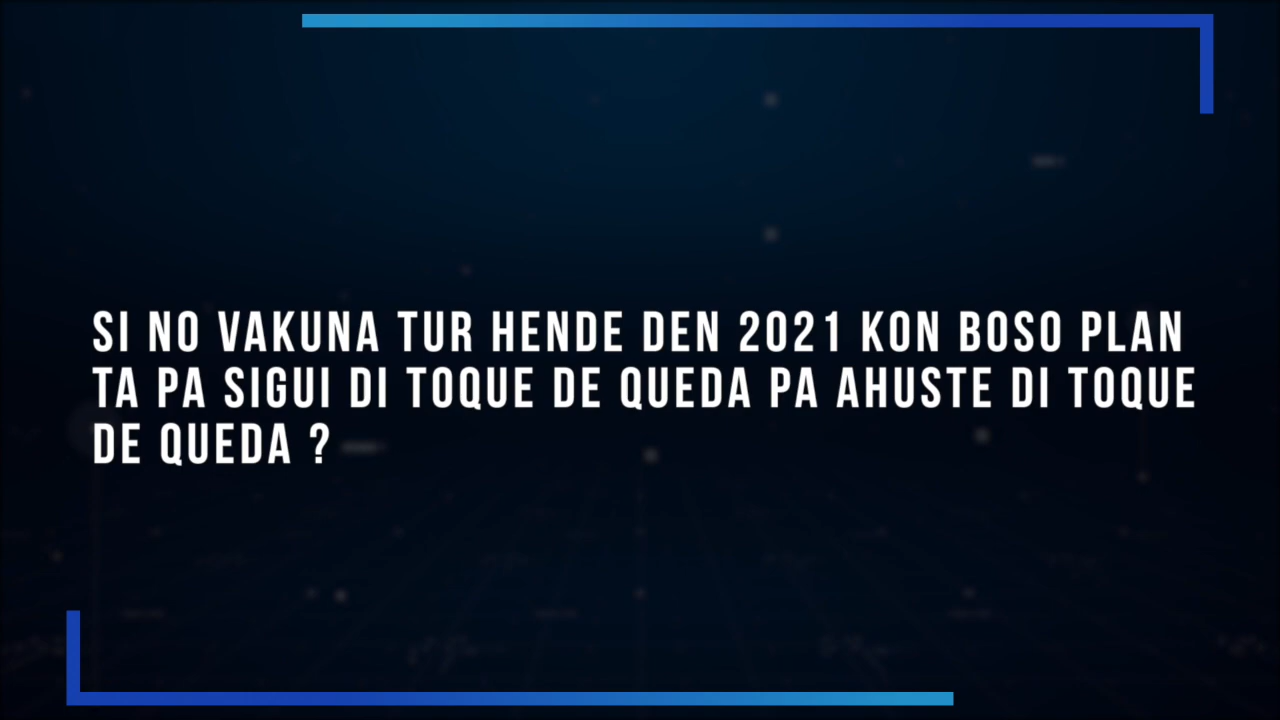 SI NO VAKUNA TUR HENDE DEN 2021 KON BOSO PLAN
TA PA SIGUI DI TOQUE DE QUEDA PA AHUSTE DI TOQUE
DE QUEDA ?